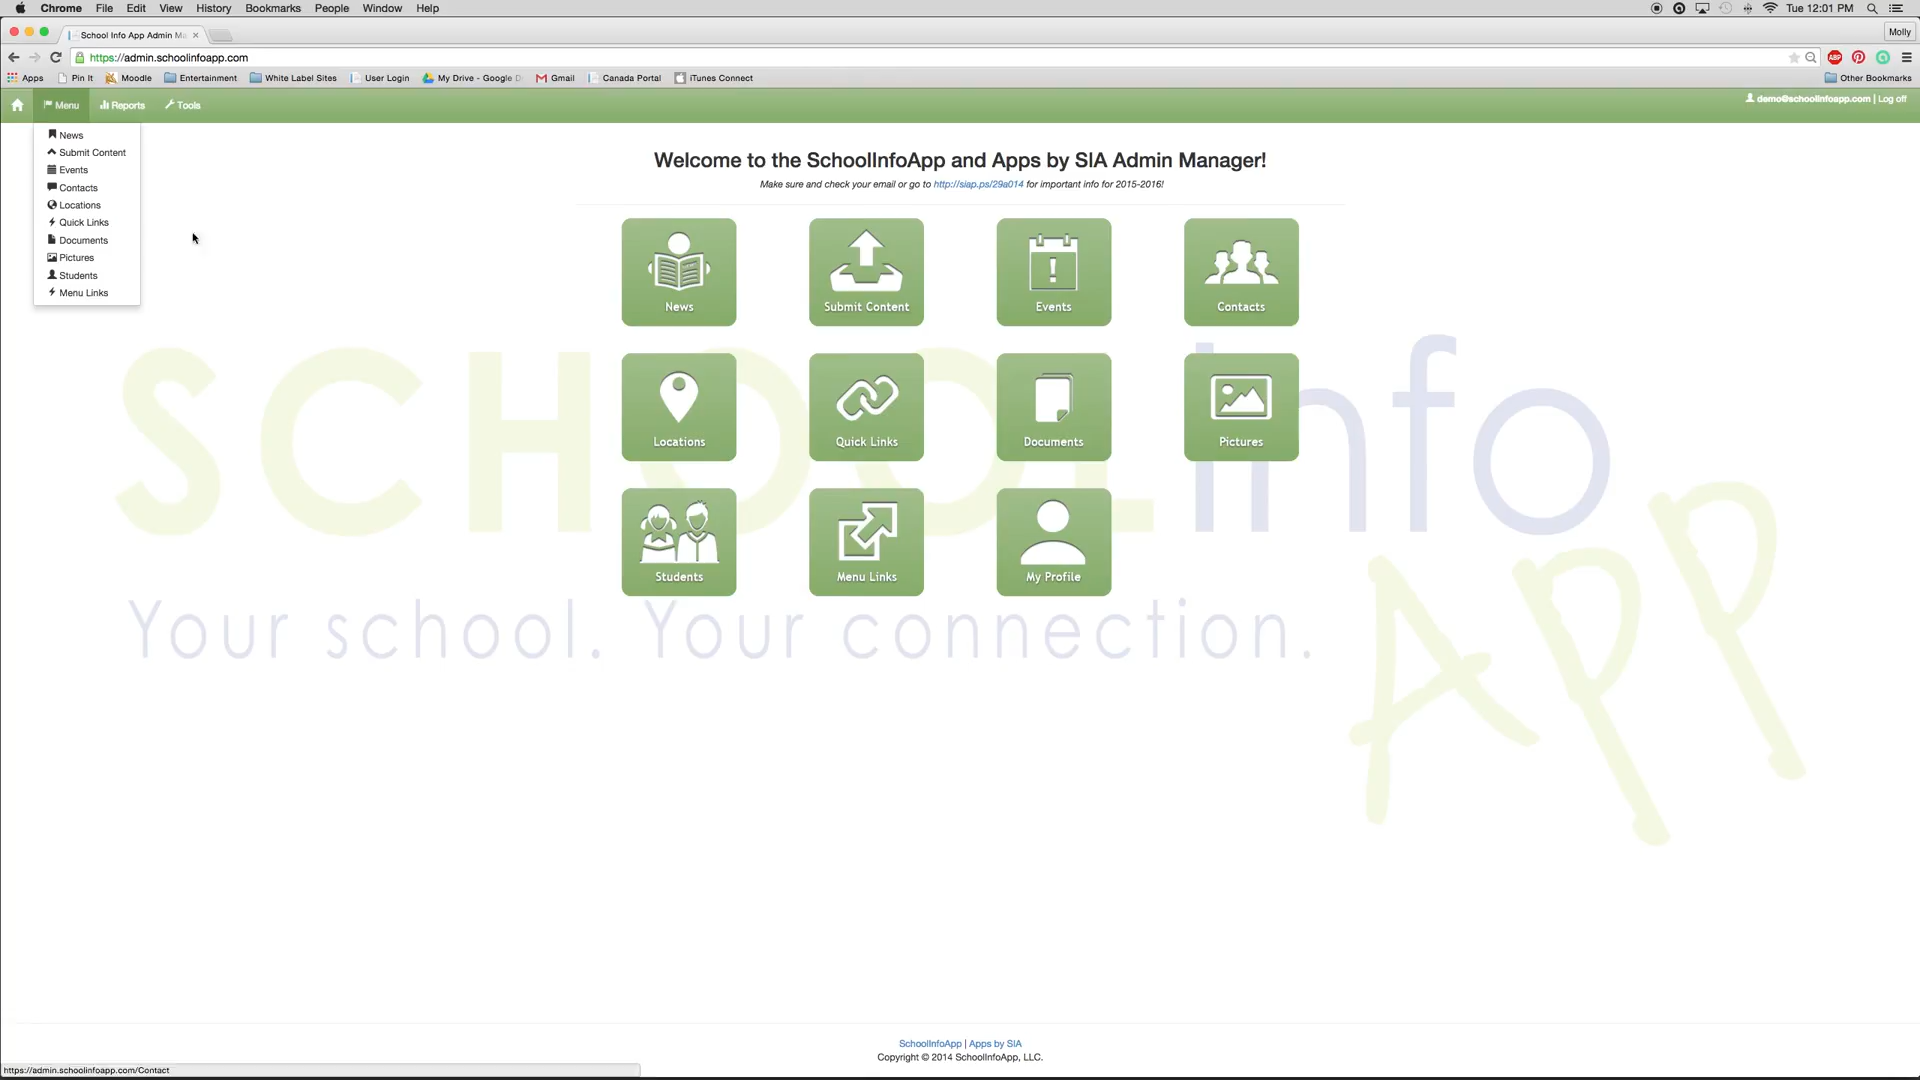 Chrome File Edit View History Bookmarks People Window Help Tue 12:01 PM
School Info App Admin Ma Molly
https://admin.schoolinfoapp.com
Apps Pin It Moodle Entertainment White Label Sites User Login My Drive - Google D Gmail Canada Portal iTunes Connect Other Bookmarks
Menu Reports Tools demo@schoolinfoapp.com | Log off
News
Submit Content
Events
Contacts
Locations
Quick Links
Documents
Pictures
Students
Menu Links
Welcome to the SchoolInfoApp and Apps by SIA Admin Manager!
Make sure and check your email or go to http://siap.ps/29a014 for important info for 2015-2016!
News Submit Content Events Contacts
Locations Quick Links Documents Pictures
Students Menu Links My Profile
SCHOOLinfo
APP
Your school. Your connection.
SchoolInfoApp | Apps by SIA
Copyright © 2014 SchoolInfoApp, LLC.
https://admin.schoolinfoapp.com/Contact